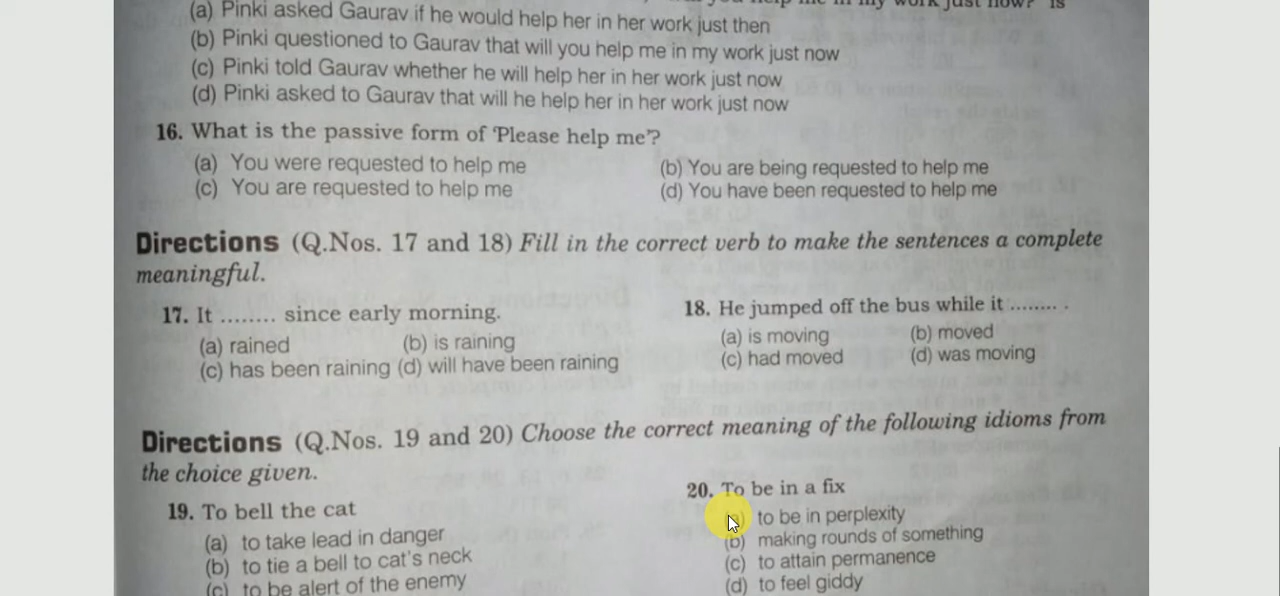 (a) Pinki asked Gaurav if he would help her in her work just then
(b) Pinki questioned to Gaurav that will you help me in my work just now
(c) Pinki told Gaurav whether he will help her in her work just now
(d) Pinki asked to Gaurav that will he help her in her work just now
16. What is the passive form of 'Please help me'?
(a) You were requested to help me (b) You are being requested to help me
(c) You are requested to help me (d) You have been requested to help me
Directions (Q.Nos. 17 and 18) Fill in the correct verb to make the sentences a complete
meaningful.
17. It ........ since early morning.
(a) rained (b) is raining
(c) has been raining (d) will have been raining
18. He jumped off the bus while it ........ .
(a) is moving (b) moved
(c) had moved (d) was moving
Directions (Q.Nos. 19 and 20) Choose the correct meaning of the following idioms from
the choice given.
19. To bell the cat
(a) to take lead in danger
(b) to tie a bell to cat's neck
(c) to be alert of the enemy
20. To be in a fix
(a) to be in perplexity
(b) making rounds of something
(c) to attain permanence
(d) to feel giddy